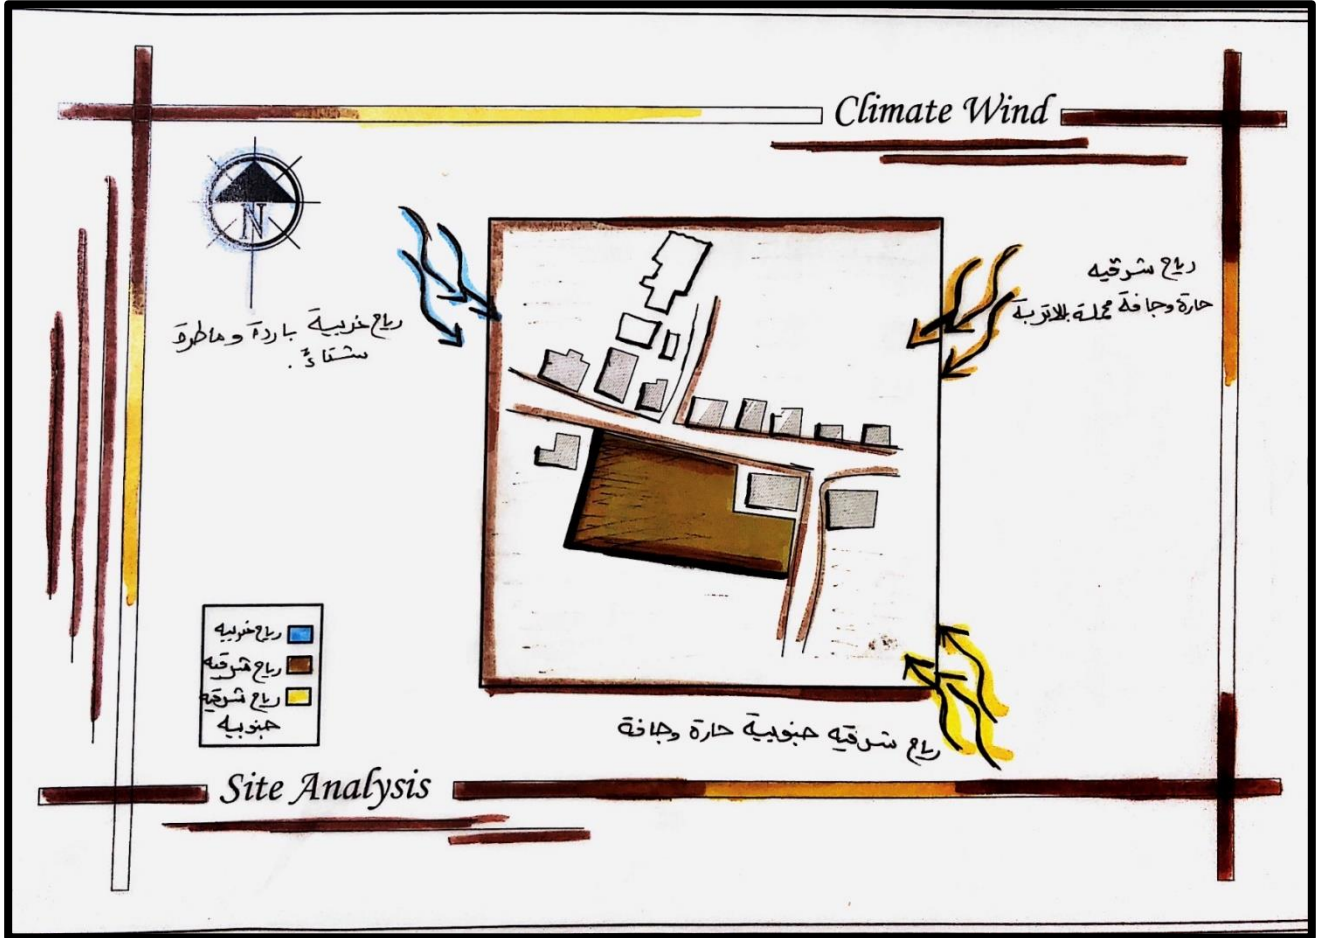 Climate Wind
N
رياح شرقيه
حارة وجافة محملة بالاتربة
رياح غربية باردة و ماطرة
شتاءً.
رياح غربيه
رياح شرقيه
رياح شرقيه
جنوبيه
رياح شرقيه جنوبية حارة وجافة
Site Analysis